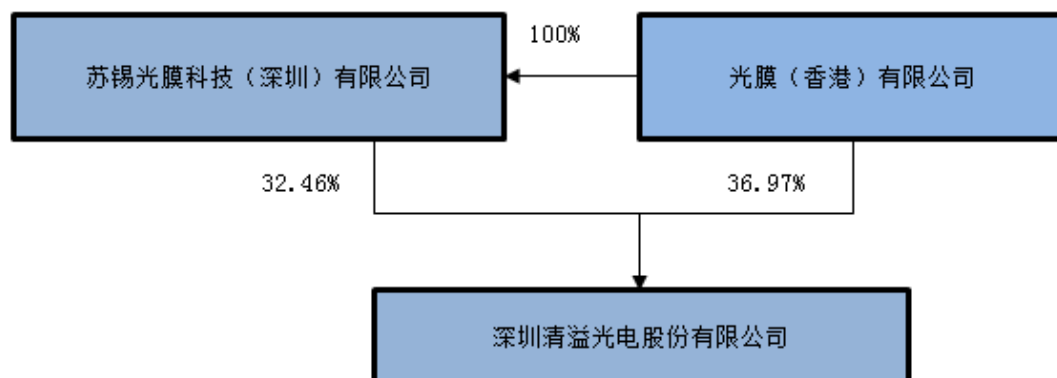 100%
苏锡光膜科技（深圳）有限公司
光膜（香港）有限公司
32.46%
36.97%
深圳清溢光电股份有限公司